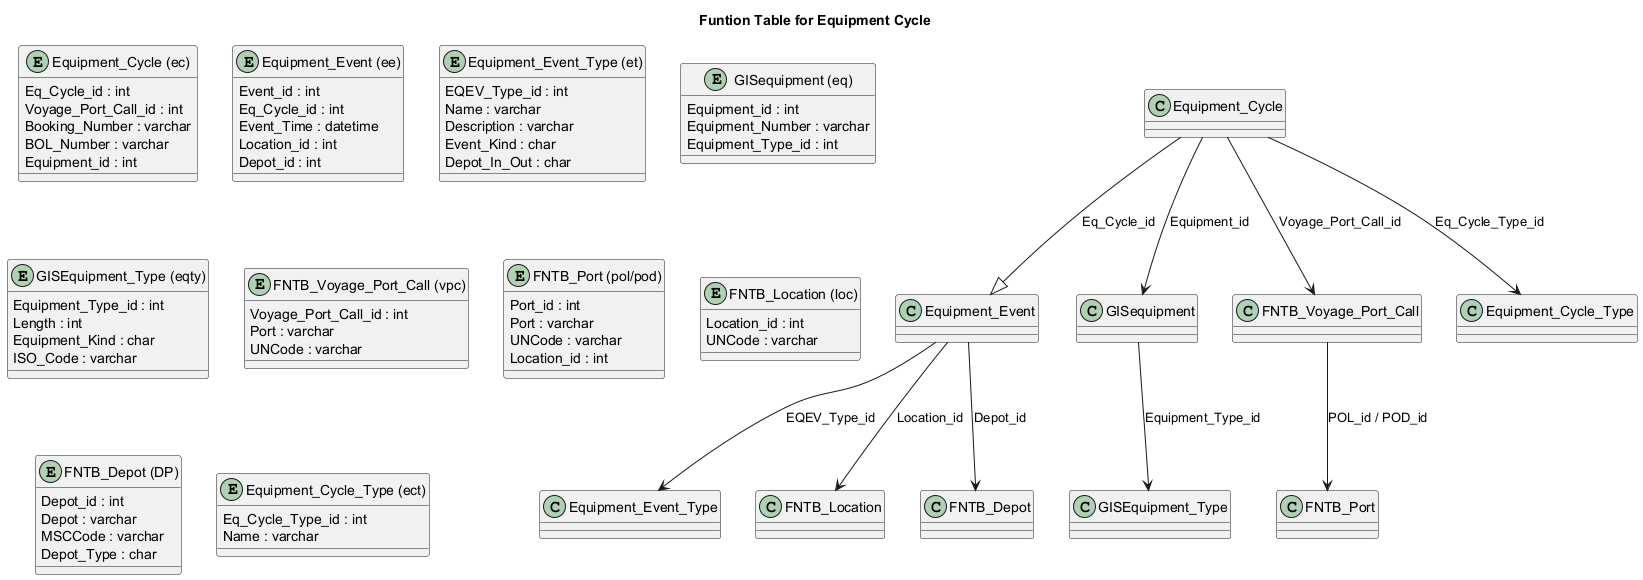 Funtion Table for Equipment Cycle
E Equipment_Cycle (ec)
Eq_Cycle_id : int
Voyage_Port_Call_id : int
Booking_Number : varchar
BOL_Number : varchar
Equipment_id : int
E Equipment_Event (ee)
Event_id : int
Eq_Cycle_id : int
Event_Time : datetime
Location_id : int
Depot_id : int
E Equipment_Event_Type (et)
EQEV_Type_id : int
Name : varchar
Description : varchar
Event_Kind : char
Depot_In_Out : char
E GISequipment (eq)
Equipment_id : int
Equipment_Number : varchar
Equipment_Type_id : int
C Equipment_Cycle
Eq_Cycle_id
Equipment_id
Voyage_Port_Call_id
Eq_Cycle_Type_id
E GISEquipment_Type (eqty)
Equipment_Type_id : int
Length : int
Equipment_Kind : char
ISO_Code : varchar
E FNTB_Voyage_Port_Call (vpc)
Voyage_Port_Call_id : int
Port : varchar
UNCode : varchar
E FNTB_Port (pol/pod)
Port_id : int
Port : varchar
UNCode : varchar
Location_id : int
E FNTB_Location (loc)
Location_id : int
UNCode : varchar
C Equipment_Event
C GISequipment
C FNTB_Voyage_Port_Call
C Equipment_Cycle_Type
EQEV_Type_id
Location_id
Depot_id
Equipment_Type_id
POL_id / POD_id
E FNTB_Depot (DP)
Depot_id : int
Depot : varchar
MSCCode : varchar
Depot_Type : char
E Equipment_Cycle_Type (ect)
Eq_Cycle_Type_id : int
Name : varchar
C Equipment_Event_Type
C FNTB_Location
C FNTB_Depot
C GISEquipment_Type
C FNTB_Port